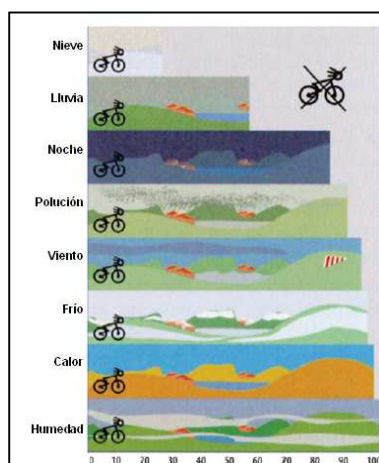 Nieve
Lluvia
Noche
Polución
Viento
Frío
Calor
Humedad
0 10 20 30 40 50 60 70 80 90 100